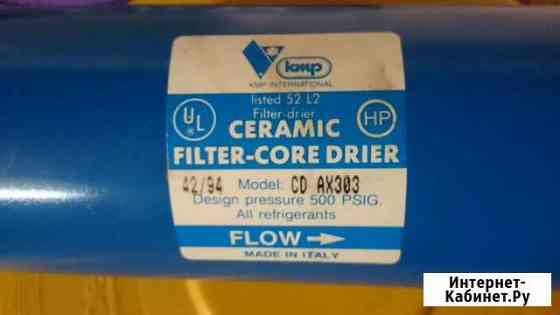 kmp
KMP INTERNATIONAL
listed 52 L2
Filter-drier
UL
HP
CERAMIC
FILTER-CORE DRIER
42/94 Model: CD AX303
Design pressure 500 PSIG.
All refrigerants
FLOW
MADE IN ITALY
Интернет-
Кабинет.Ру